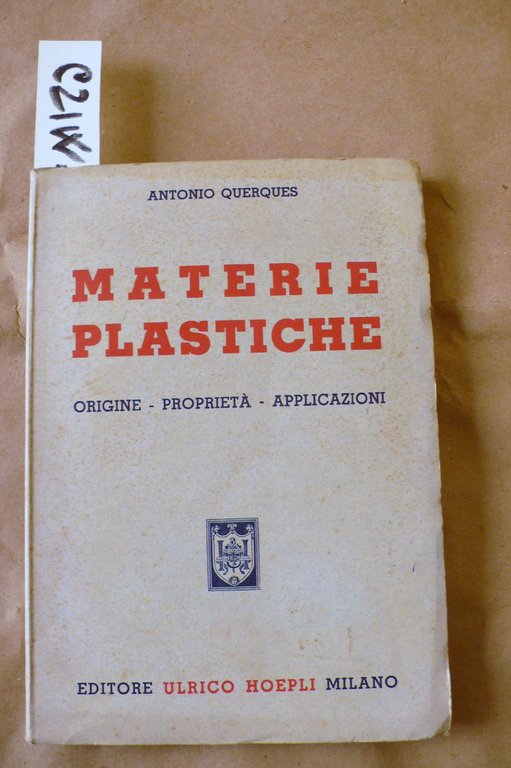 C21W
ANTONIO QUERQUES
MATERIE
PLASTICHE
ORIGINE - PROPRIETÀ - APPLICAZIONI
EDITORE ULRICO HOEPLI MILANO